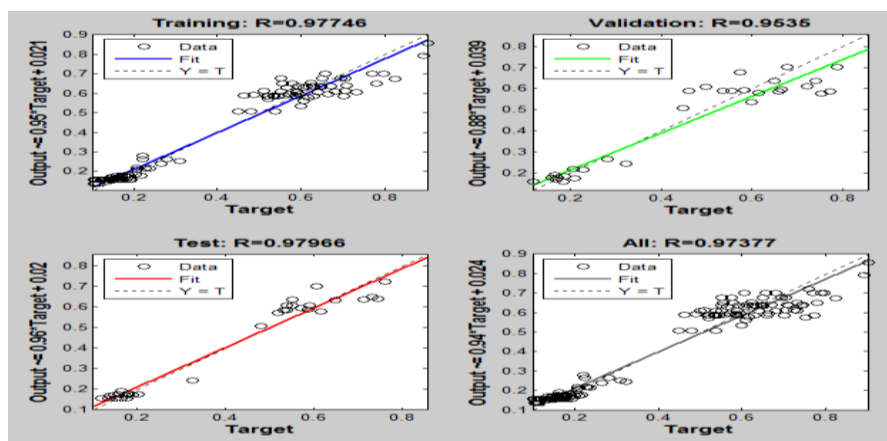 Training: R=0.97746
Output ~= 0.95*Target + 0.021
0.9
0.8
0.7
0.6
0.5
0.4
0.3
0.2
Data
Fit
Y = T
0.2
0.4
0.6
0.8
Target
Validation: R=0.9535
Output ~= 0.88*Target + 0.039
0.8
0.7
0.6
0.5
0.4
0.3
0.2
Data
Fit
Y = T
0.2
0.4
0.6
0.8
Target
Test: R=0.97966
Output ~= 0.96*Target + 0.02
0.8
0.7
0.6
0.5
0.4
0.3
0.2
0.1
Data
Fit
Y = T
0.2
0.4
0.6
0.8
Target
All: R=0.97377
Output ~= 0.94*Target + 0.024
0.9
0.8
0.7
0.6
0.5
0.4
0.3
0.2
0.1
Data
Fit
Y = T
0.2
0.4
0.6
0.8
Target